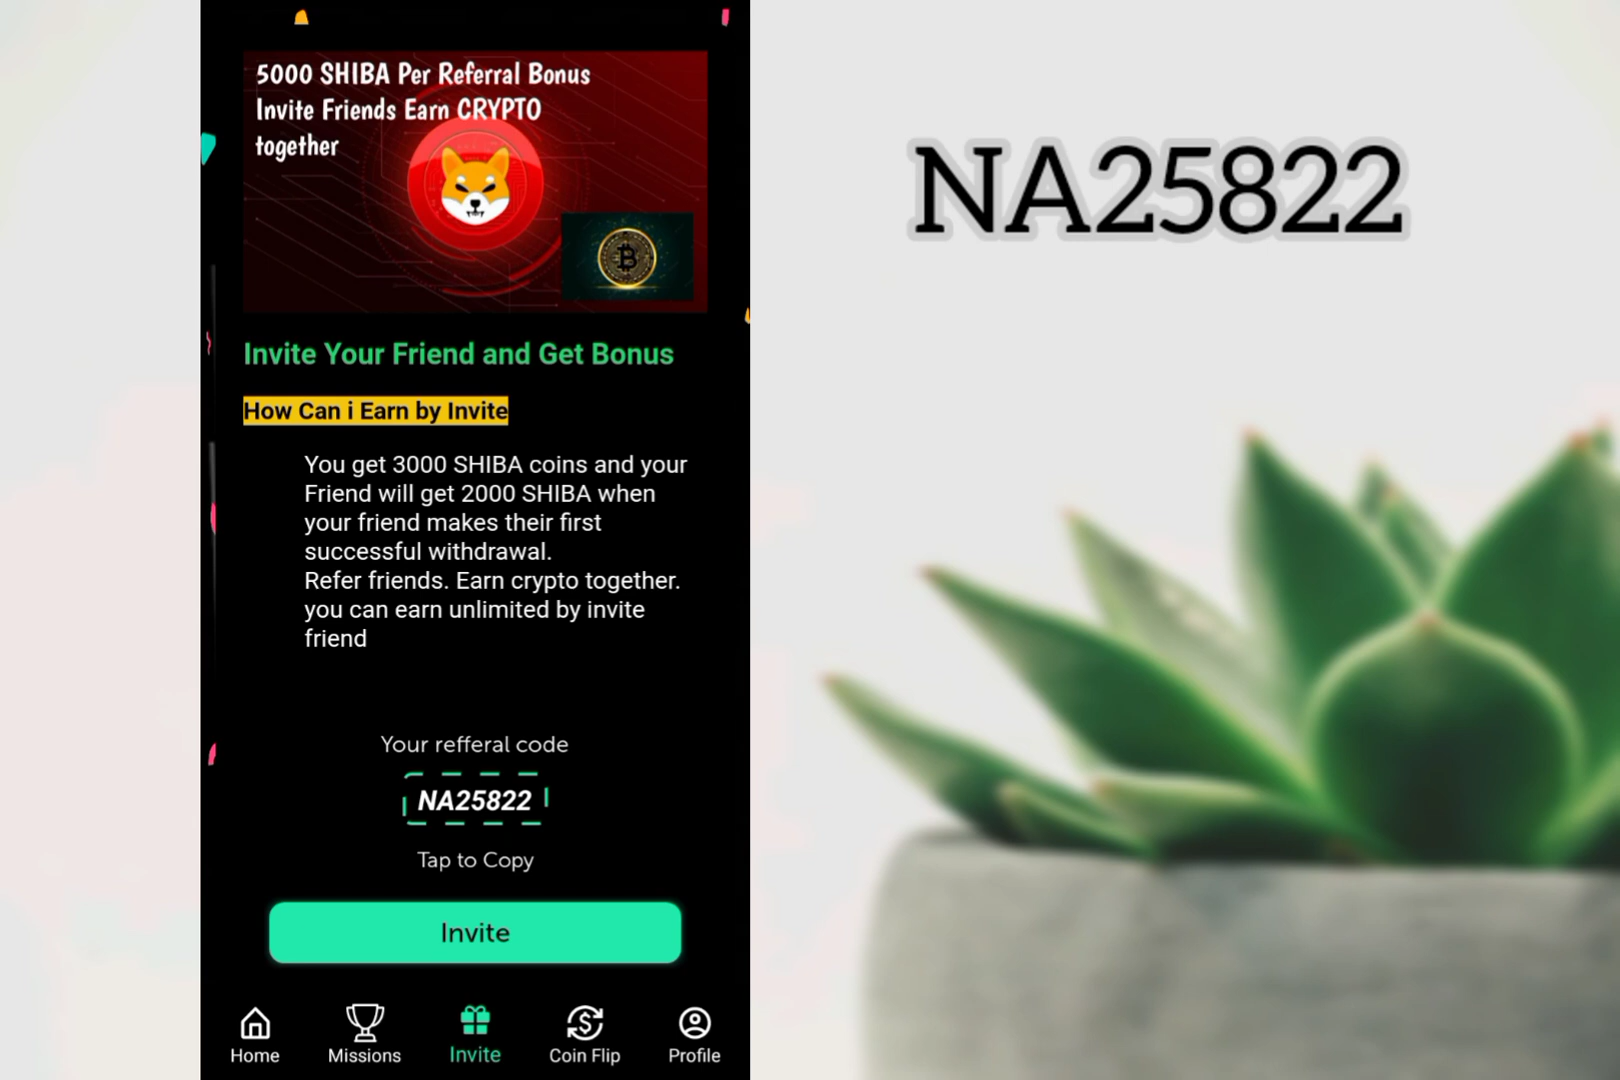 5000 SHIBA Per Referral Bonus
Invite Friends Earn CRYPTO
together
Invite Your Friend and Get Bonus
How Can i Earn by Invite
You get 3000 SHIBA coins and your
Friend will get 2000 SHIBA when
your friend makes their first
successful withdrawal.
Refer friends. Earn crypto together.
you can earn unlimited by invite
friend
Your refferal code
NA25822
Tap to Copy
Invite
Home
Missions
Invite
Coin Flip
Profile
NA25822